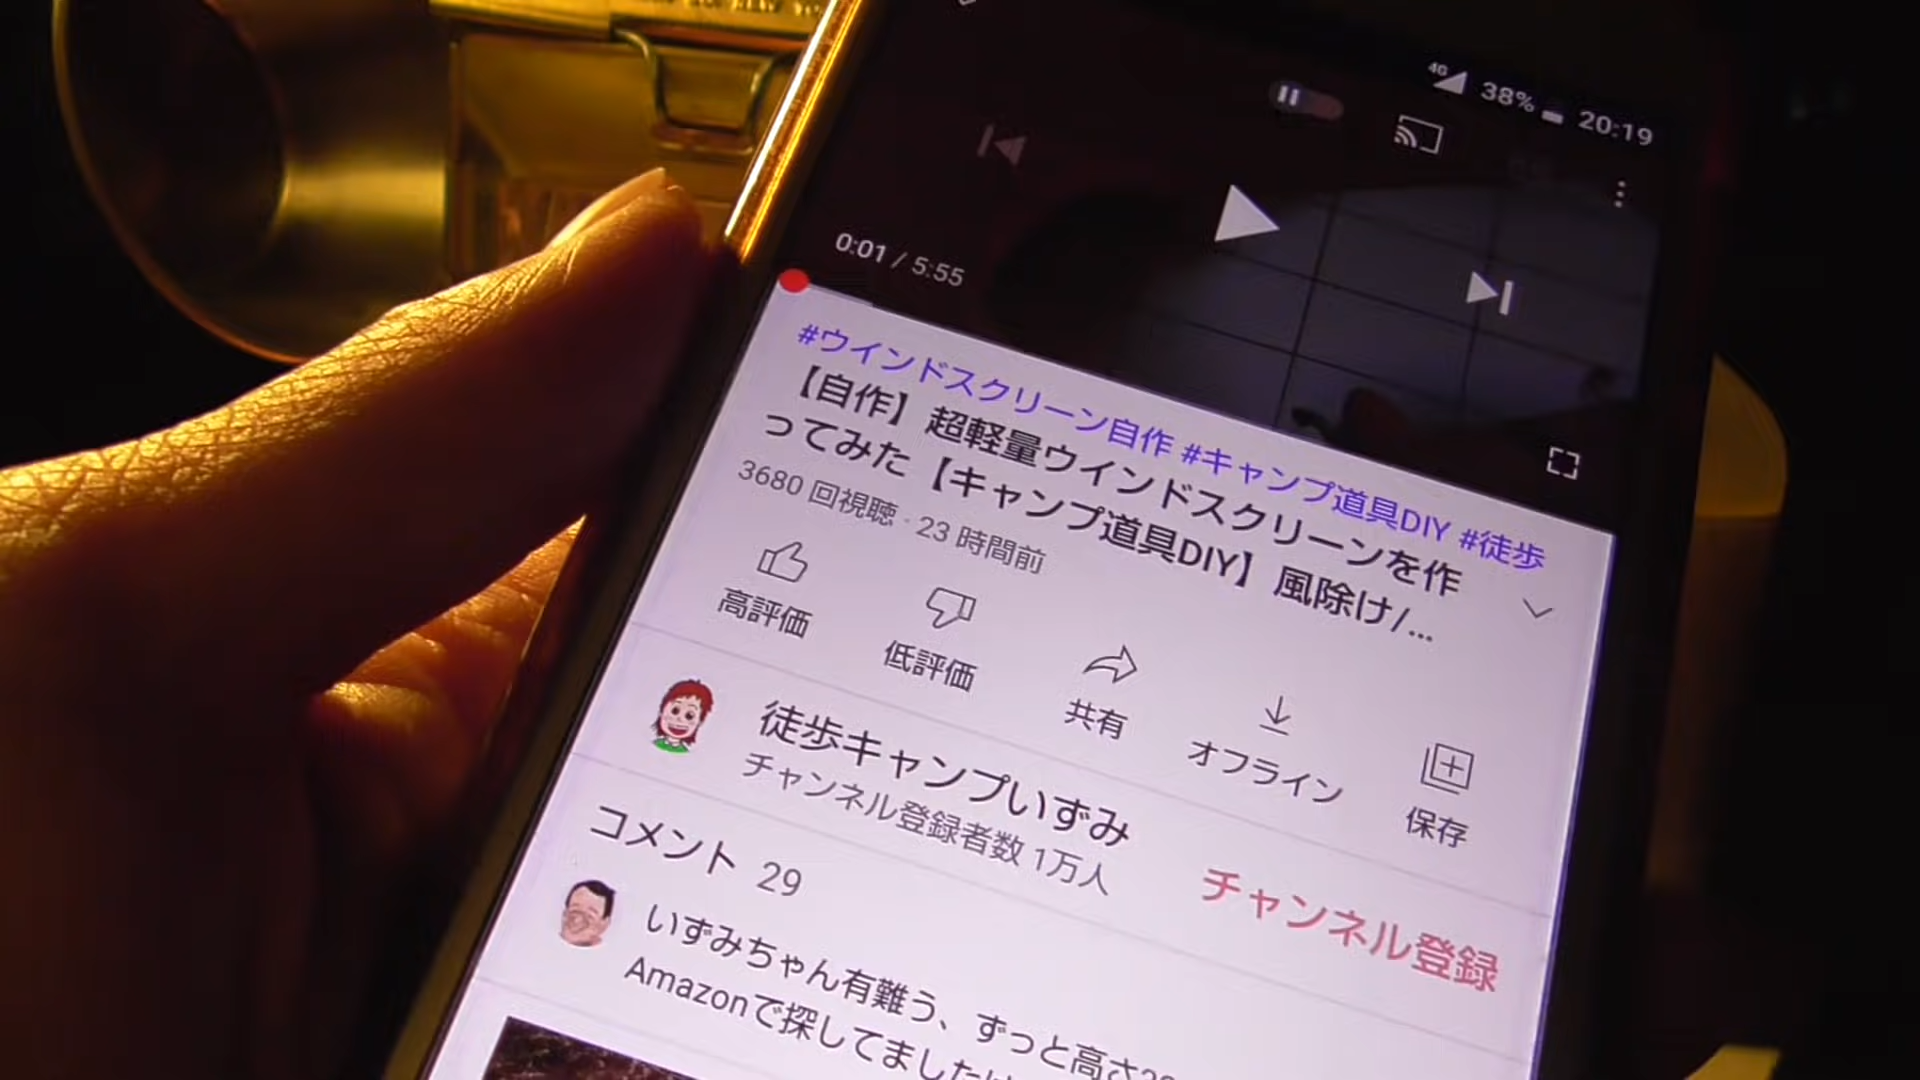 4G 38% 20:19
0:01 / 5:55
#ウインドスクリーン自作 #キャンプ道具DIY #徒歩
【自作】超軽量ウインドスクリーンを作
ってみた【キャンプ道具DIY】風除け/...
3680 回視聴・23 時間前
高評価
低評価
共有
オフライン
保存
徒歩キャンプいずみ
チャンネル登録者数 1万人
チャンネル登録
コメント 29
いずみちゃん有難う、ずっと高さ
Amazonで探してました